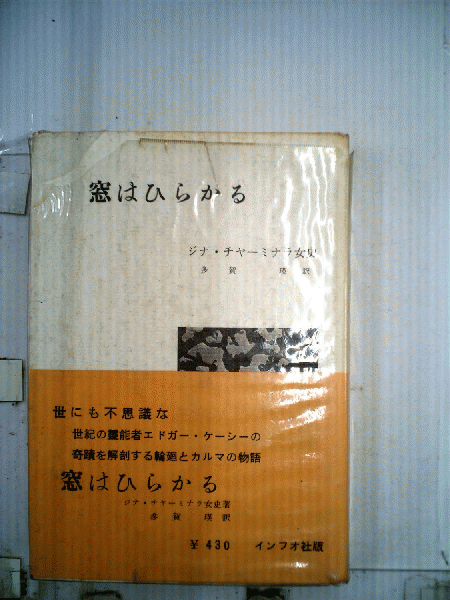 窓はひらかる
ジナ・チャーミナラ女史
多賀 瑛 訳
世にも不思議な
世紀の靈能者エドガー・ケーシーの
奇蹟を解剖する輪廻とカルマの物語
窓はひらかる
ジナ・チャーミナラ女史著
多賀 瑛 訳
¥430 インフオ社版